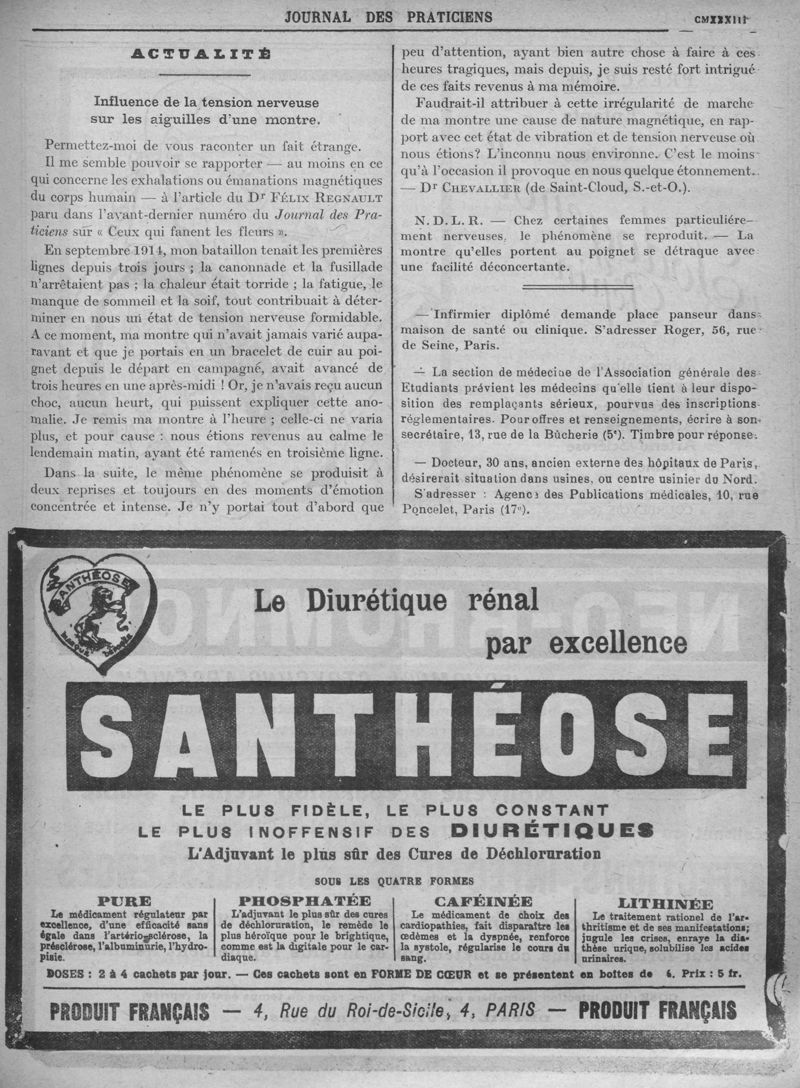 JOURNAL DES PRATICIENS
ACTUALITÉ
Influence de la tension nerveuse
sur les aiguilles d'une montre.
Permettez-moi de vous raconter un fait étrange.
Il me semble pouvoir se rapporter — au moins en ce
qui concerne les exhalations ou émanations magnétiques
du corps humain — à l'article du Dr FÉLIX REGNAULT
paru dans l'avant-dernier numéro du Journal des Pra-
ticiens sur « Ceux qui fanent les fleurs ».
En septembre 1914, mon bataillon tenait les premières
lignes depuis trois jours ; la canonnade et la fusillade
n'arrêtaient pas ; la chaleur était torride ; la fatigue, le
manque de sommeil et la soif, tout contribuait à déter-
miner en nous un état de tension nerveuse formidable.
A ce moment, ma montre qui n'avait jamais varié aupa-
ravant et que je portais en un bracelet de cuir au poi-
gnet depuis le départ en campagné, avait avancé de
trois heures en une après-midi ! Or, je n'avais reçu aucun
choc, aucun heurt, qui puissent expliquer cette ano-
malie. Je remis ma montre à l'heure ; celle-ci ne varia
plus, et pour cause : nous étions revenus au calme le
lendemain matin, ayant été ramenés en troisième ligne.
Dans la suite, le même phénomène se produisit à
deux reprises et toujours en des moments d'émotion
concentrée et intense. Je n'y portai tout d'abord que
peu d'attention, ayant bien autre chose à faire à ces
heures tragiques, mais depuis, je suis resté fort intrigué
de ces faits revenus à ma mémoire.
Faudrait-il attribuer à cette irrégularité de marche
de ma montre une cause de nature magnétique, en rap-
port avec cet état de vibration et de tension nerveuse où
nous étions? L'inconnu nous environne. C'est le moins
qu'à l'occasion il provoque en nous quelque étonnement.
— Dr CHEVALLIER (de Saint-Cloud, S.-et-O.).
N. D. L. R. — Chez certaines femmes particuliére-
ment nerveuses, le phénomène se reproduit. — La
montre qu'elles portent au poignet se détraque avec
une facilité déconcertante.
— Infirmier diplômé demande place panseur dans
maison de santé ou clinique. S'adresser Roger, 56, rue
de Seine, Paris.
— La section de médecine de l'Association générale des
Etudiants prévient les médecins qu'elle tient à leur dispo-
sition des remplaçants sérieux, pourvus des inscriptions
réglementaires. Pour offres et renseignements, écrire à son
secrétaire, 13, rue de la Bûcherie (5e). Timbre pour réponse.
— Docteur, 30 ans, ancien externe des hôpitaux de Paris,
désirerait situation dans usines, ou centre usinier du Nord.
S'adresser : Agence des Publications médicales, 10, rue
Poncelet, Paris (17e).
SANTHÉOSE
MARQUE DÉPOSÉE
Le Diurétique rénal
par excellence
SANTHÉOSE
LE PLUS FIDÈLE, LE PLUS CONSTANT
LE PLUS INOFFENSIF DES DIURÉTIQUES
L'Adjuvant le plus sûr des Cures de Déchloruration
SOUS LES QUATRE FORMES
PURE
Le médicament régulateur par
excellence, d'une efficacité sans
égale dans l'artério-sclérose, la
présclérose, l'albuminurie, l'hydro-
pisie.
PHOSPHATÉE
L'adjuvant le plus sûr des cures
de déchloruration, le remède le
plus héroïque pour le brightique,
comme est la digitale pour le car-
diaque.
CAFÉINÉE
Le médicament de choix des
cardiopathies, fait disparaître les
œdèmes et la dyspnée, renforce
la systole, régularise le cours du
sang.
LITHINÉE
Le traitement rationel de l'ar-
thritisme et de ses manifestations;
jugule les crises, enraye la dia-
thèse urique, solubilise les acides
urinaires.
DOSES : 2 à 4 cachets par jour. — Ces cachets sont en FORME DE CŒUR et se présentent en boîtes de 4. Prix : 5 fr.
PRODUIT FRANÇAIS — 4, Rue du Roi-de-Sicile, 4, PARIS — PRODUIT FRANÇAIS